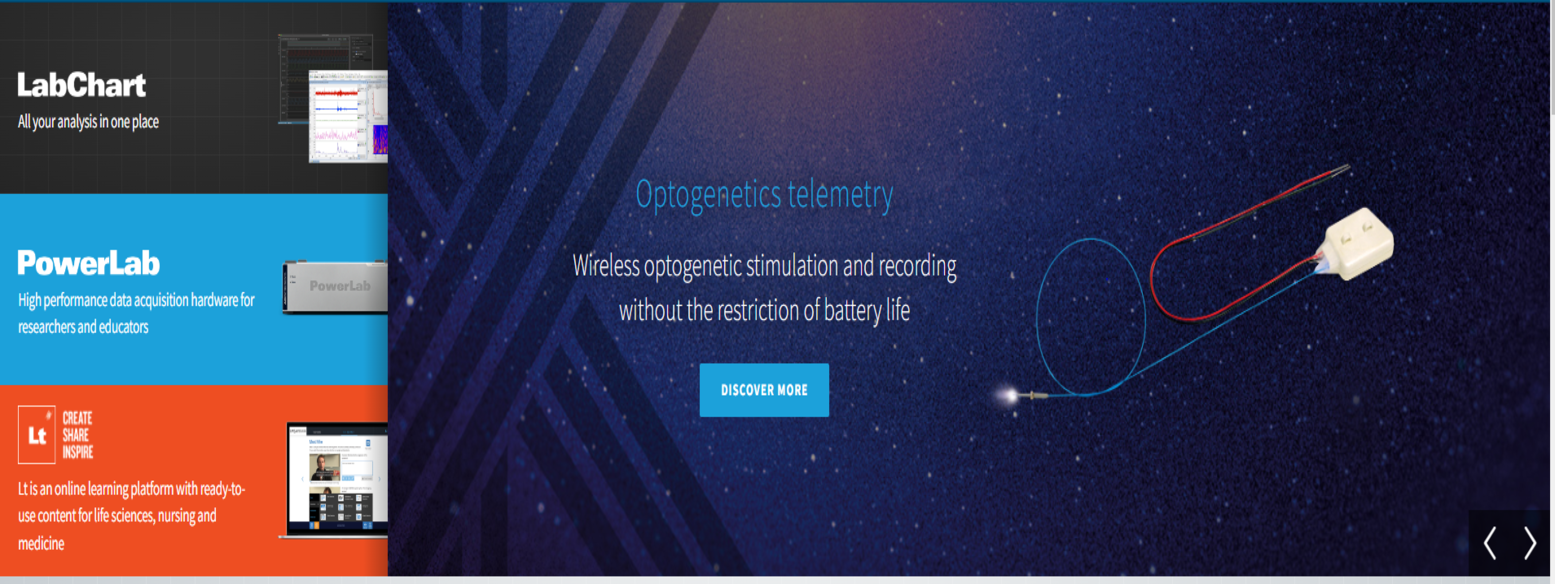 LabChart
All your analysis in one place
PowerLab
High performance data acquisition hardware for
researchers and educators
PowerLab
Lt
CREATE
SHARE
INSPIRE
Lt is an online learning platform with ready-to-
use content for life sciences, nursing and
medicine
Optogenetics telemetry
Wireless optogenetic stimulation and recording
without the restriction of battery life
DISCOVER MORE